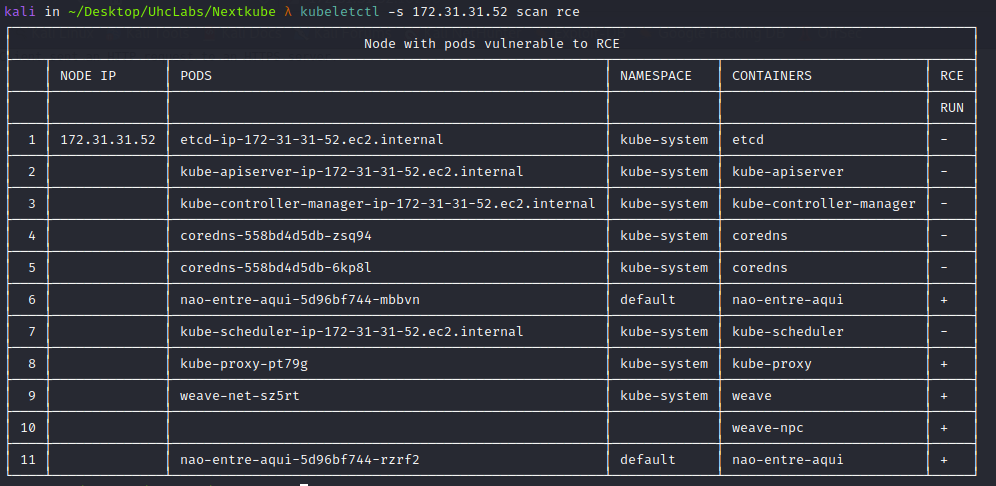 kali in ~/Desktop/UhcLabs/Nextkube λ kubeletctl -s 172.31.31.52 scan rce
Node with pods vulnerable to RCE
NODE IP PODS NAMESPACE CONTAINERS RCE
RUN
1 172.31.31.52 etcd-ip-172-31-31-52.ec2.internal kube-system etcd -
2 kube-apiserver-ip-172-31-31-52.ec2.internal kube-system kube-apiserver -
3 kube-controller-manager-ip-172-31-31-52.ec2.internal kube-system kube-controller-manager -
4 coredns-558bd4d5db-zsq94 kube-system coredns -
5 coredns-558bd4d5db-6kp8l kube-system coredns -
6 nao-entre-aqui-5d96bf744-mbbvn default nao-entre-aqui +
7 kube-scheduler-ip-172-31-31-52.ec2.internal kube-system kube-scheduler -
8 kube-proxy-pt79g kube-system kube-proxy +
9 weave-net-sz5rt kube-system weave +
10 weave-npc +
11 nao-entre-aqui-5d96bf744-rzrf2 default nao-entre-aqui +